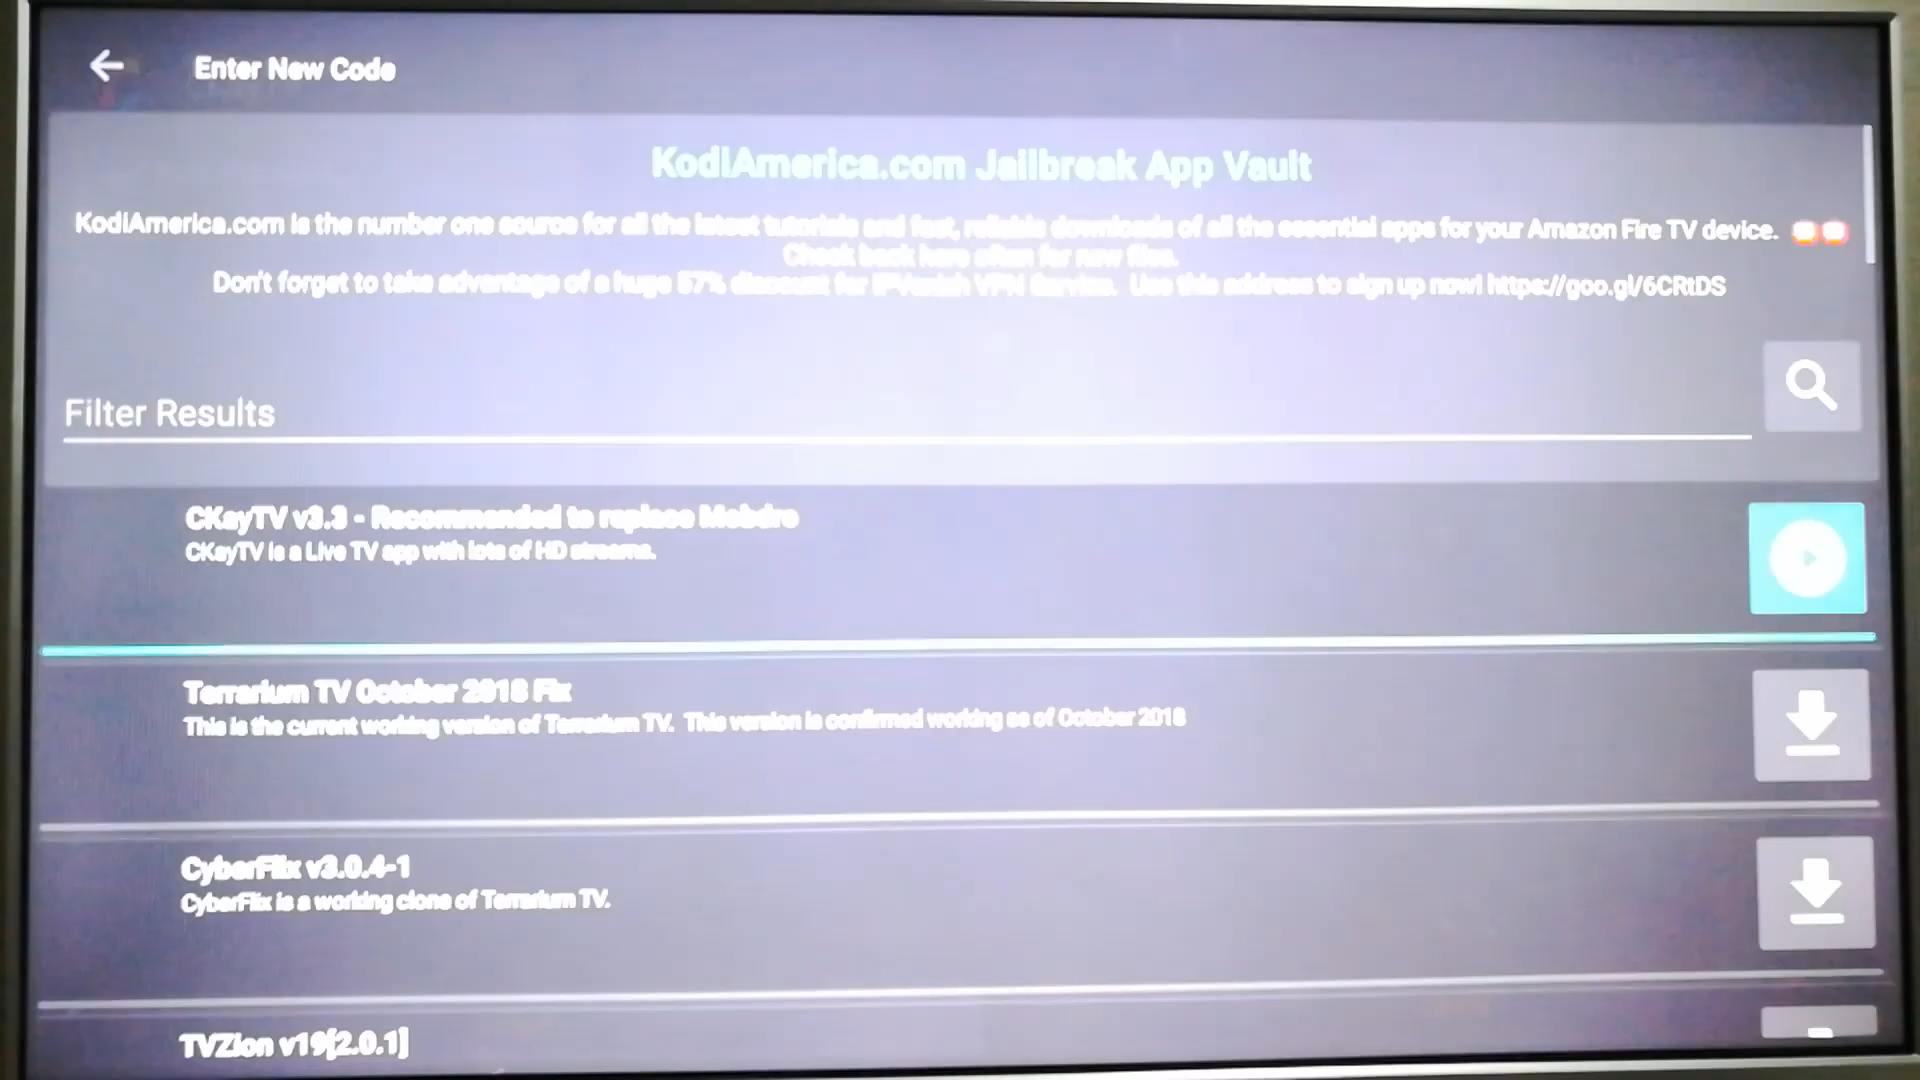 Enter New Code
KodiAmerica.com Jailbreak App Vault
KodiAmerica.com is the number one source for all the latest tutorials and fast, reliable downloads of all the essential apps for your Amazon Fire TV device.
Check back here often for new files.
Don't forget to take advantage of a huge 57% discount for IPVanish VPN Service. Use this address to sign up now! https://goo.gl/6CRtDS
Filter Results
CKayTV v3.3 - Recommended to replace Mobdro
CKayTV is a Live TV app with lots of HD streams.
Terrarium TV October 2018 Fix
This is the current working version of Terrarium TV. This version is confirmed working as of October 2018
CyberFlix v3.0.4-1
CyberFlix is a working clone of Terrarium TV.
TVZion v19[2.0.1]